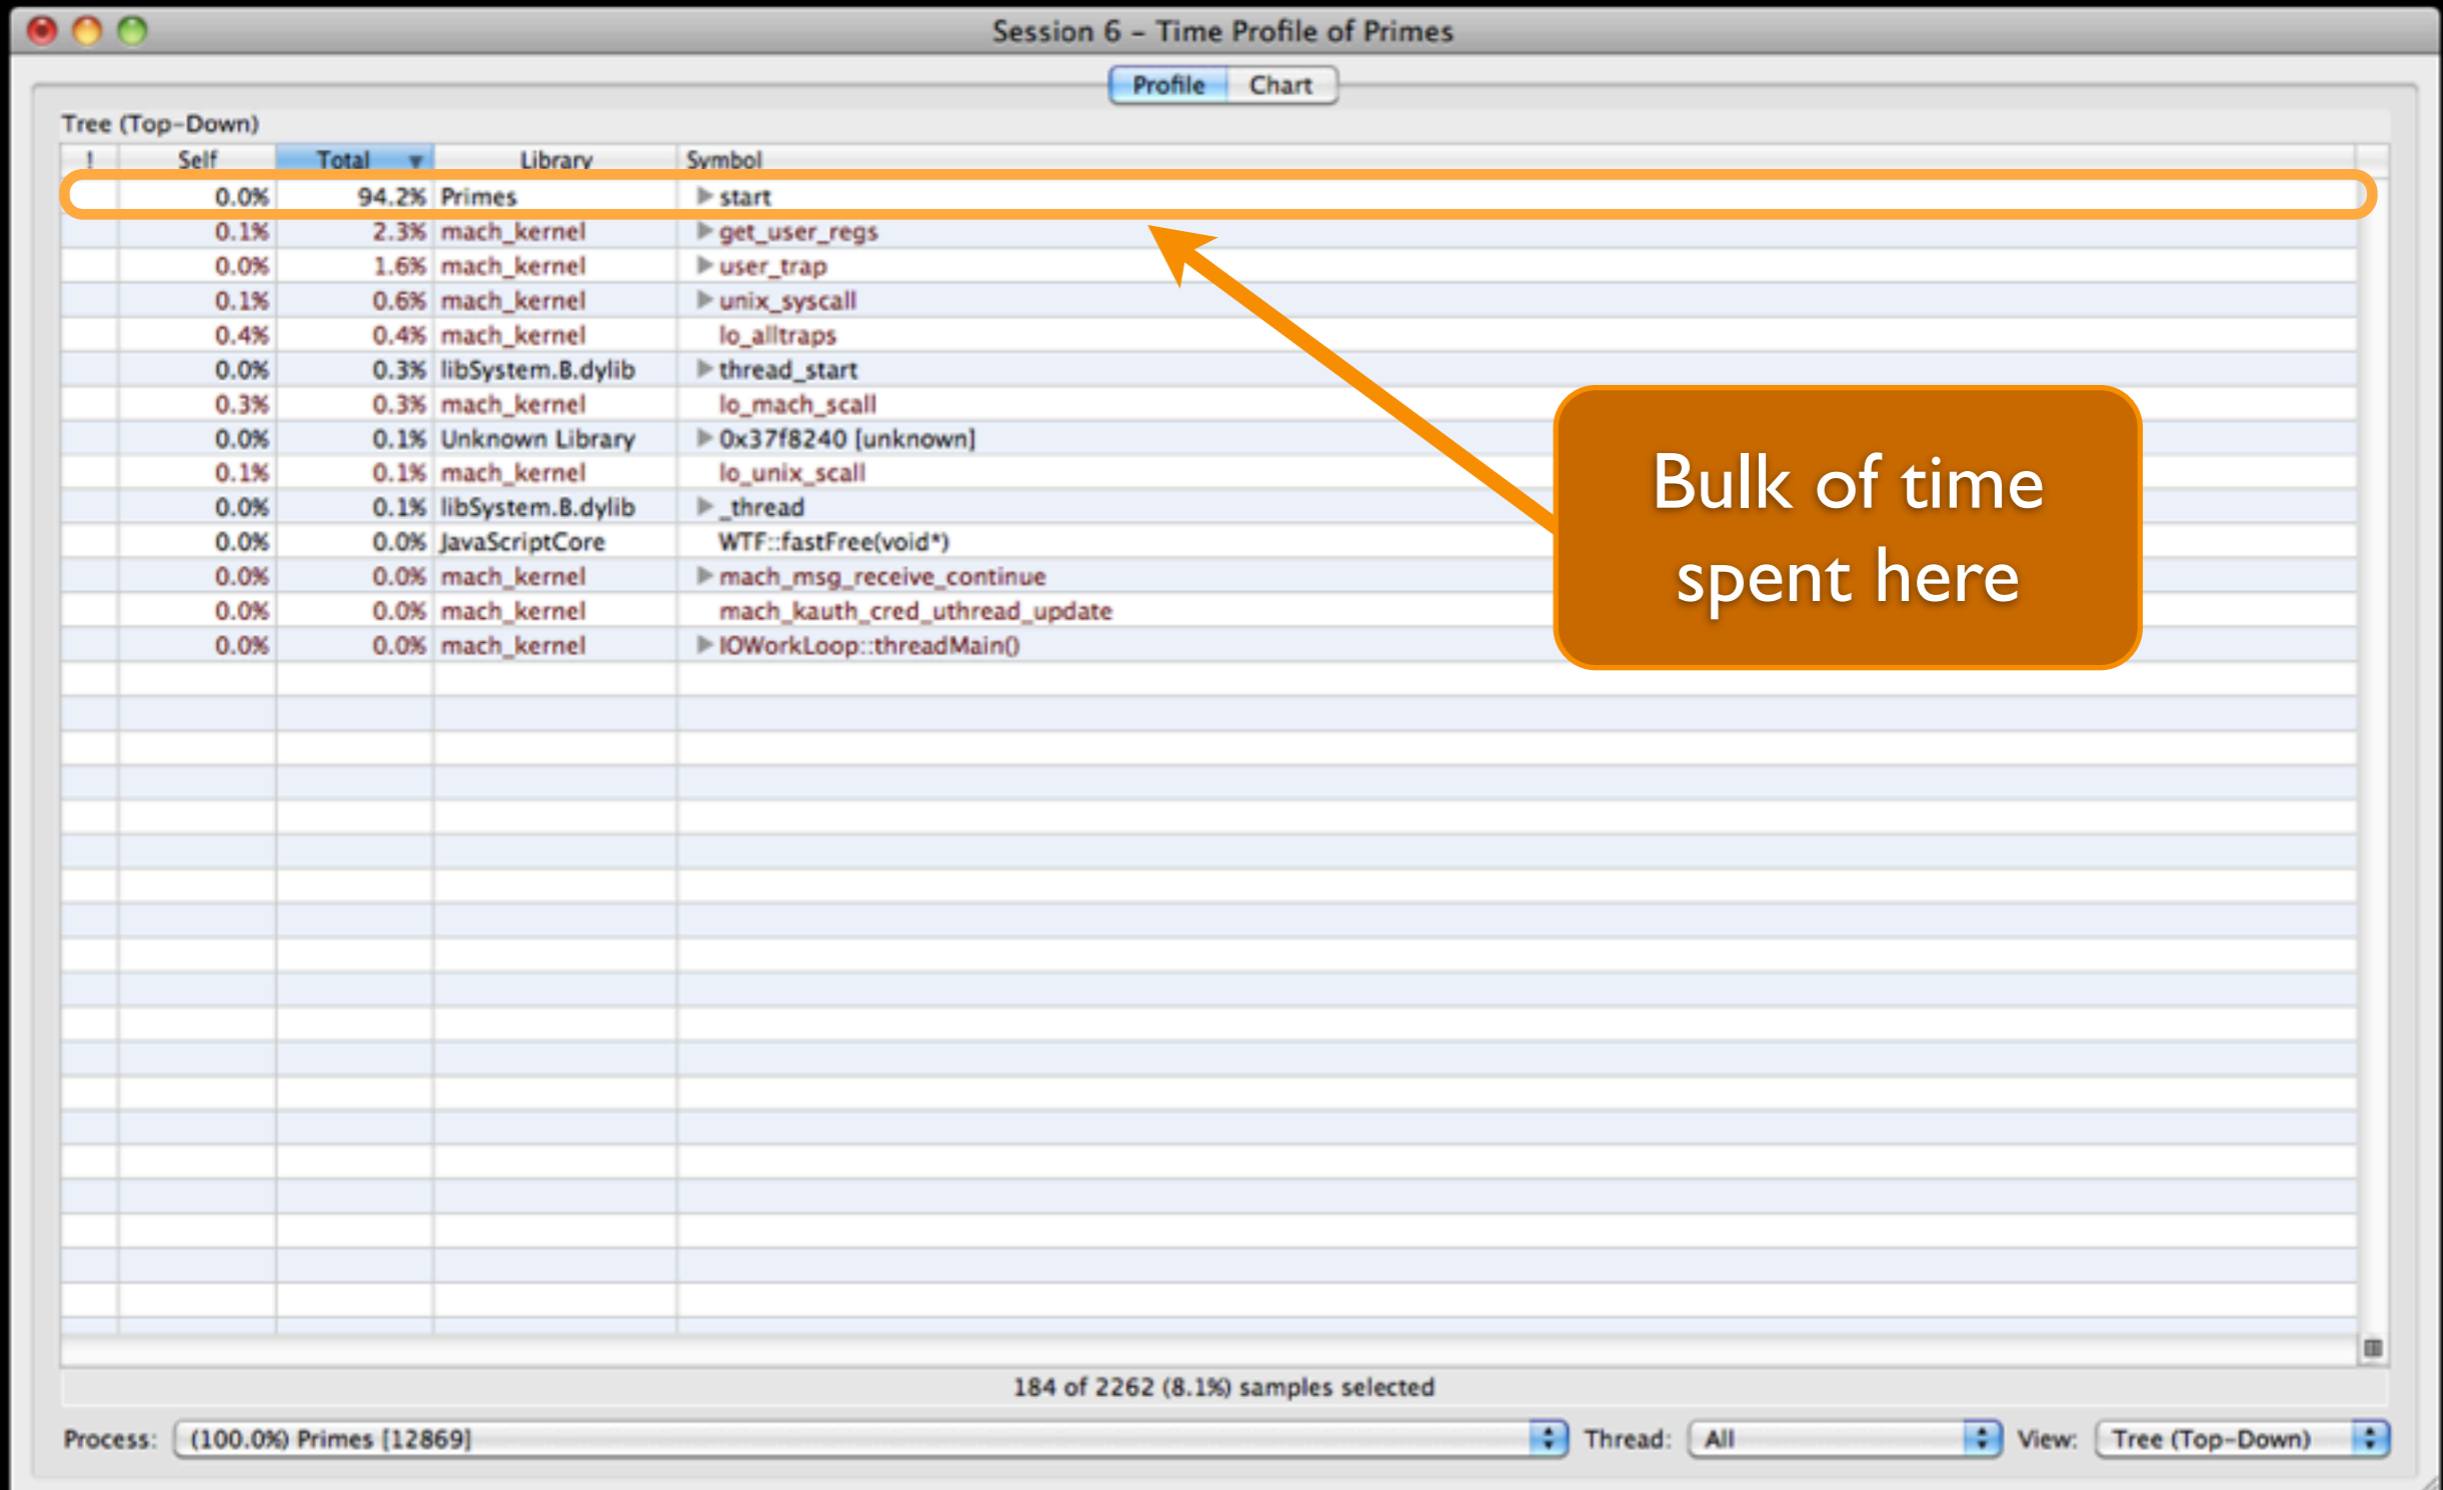 Session 6 – Time Profile of Primes
Profile Chart
Tree (Top-Down)
! Self Total Library Symbol
0.0% 94.2% Primes start
0.1% 2.3% mach_kernel get_user_regs
0.0% 1.6% mach_kernel user_trap
0.1% 0.6% mach_kernel unix_syscall
0.4% 0.4% mach_kernel lo_alltraps
0.0% 0.3% libSystem.B.dylib thread_start
0.3% 0.3% mach_kernel lo_mach_scall
0.0% 0.1% Unknown Library 0x37f8240 [unknown]
0.1% 0.1% mach_kernel lo_unix_scall
0.0% 0.1% libSystem.B.dylib _thread
0.0% 0.0% JavaScriptCore WTF::fastFree(void*)
0.0% 0.0% mach_kernel mach_msg_receive_continue
0.0% 0.0% mach_kernel mach_kauth_cred_uthread_update
0.0% 0.0% mach_kernel IOWorkLoop::threadMain()
Bulk of time
spent here
184 of 2262 (8.1%) samples selected
Process: (100.0%) Primes [12869] Thread: All View: Tree (Top-Down)